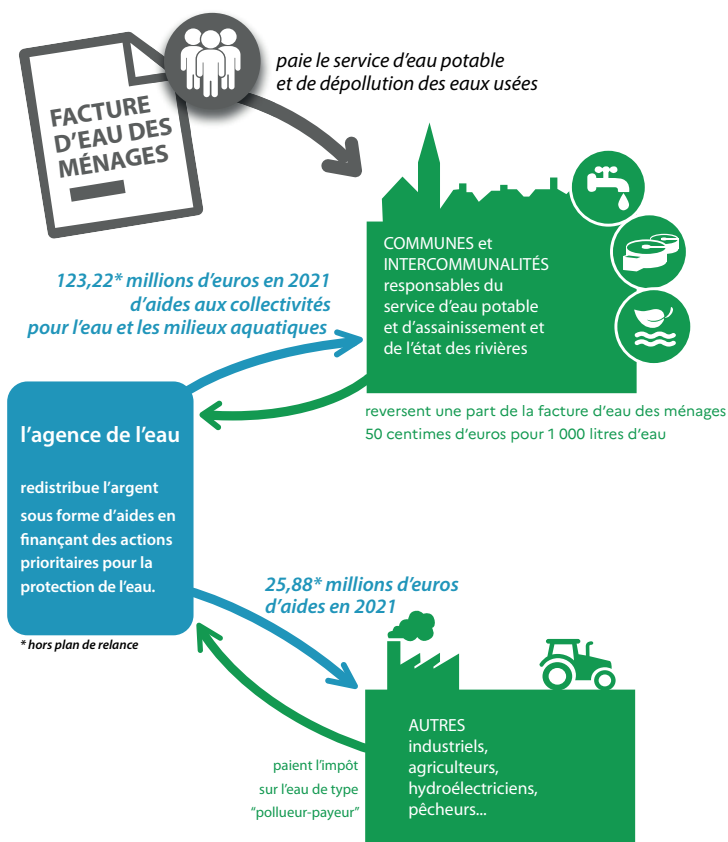 paie le service d'eau potable
et de dépollution des eaux usées
FACTURE
D'EAU DES
MÉNAGES
COMMUNES et
INTERCOMMUNALITÉS
responsables du
service d'eau potable
et d'assainissement et
de l'état des rivières
123,22* millions d'euros en 2021
d'aides aux collectivités
pour l'eau et les milieux aquatiques
reversent une part de la facture d'eau des ménages
50 centimes d'euros pour 1 000 litres d'eau
l'agence de l'eau
redistribue l'argent
sous forme d'aides en
finançant des actions
prioritaires pour la
protection de l'eau.
* hors plan de relance
25,88* millions d'euros
d'aides en 2021
AUTRES
industriels,
agriculteurs,
hydroélectriciens,
pêcheurs...
paient l'impôt
sur l'eau de type
"pollueur-payeur"